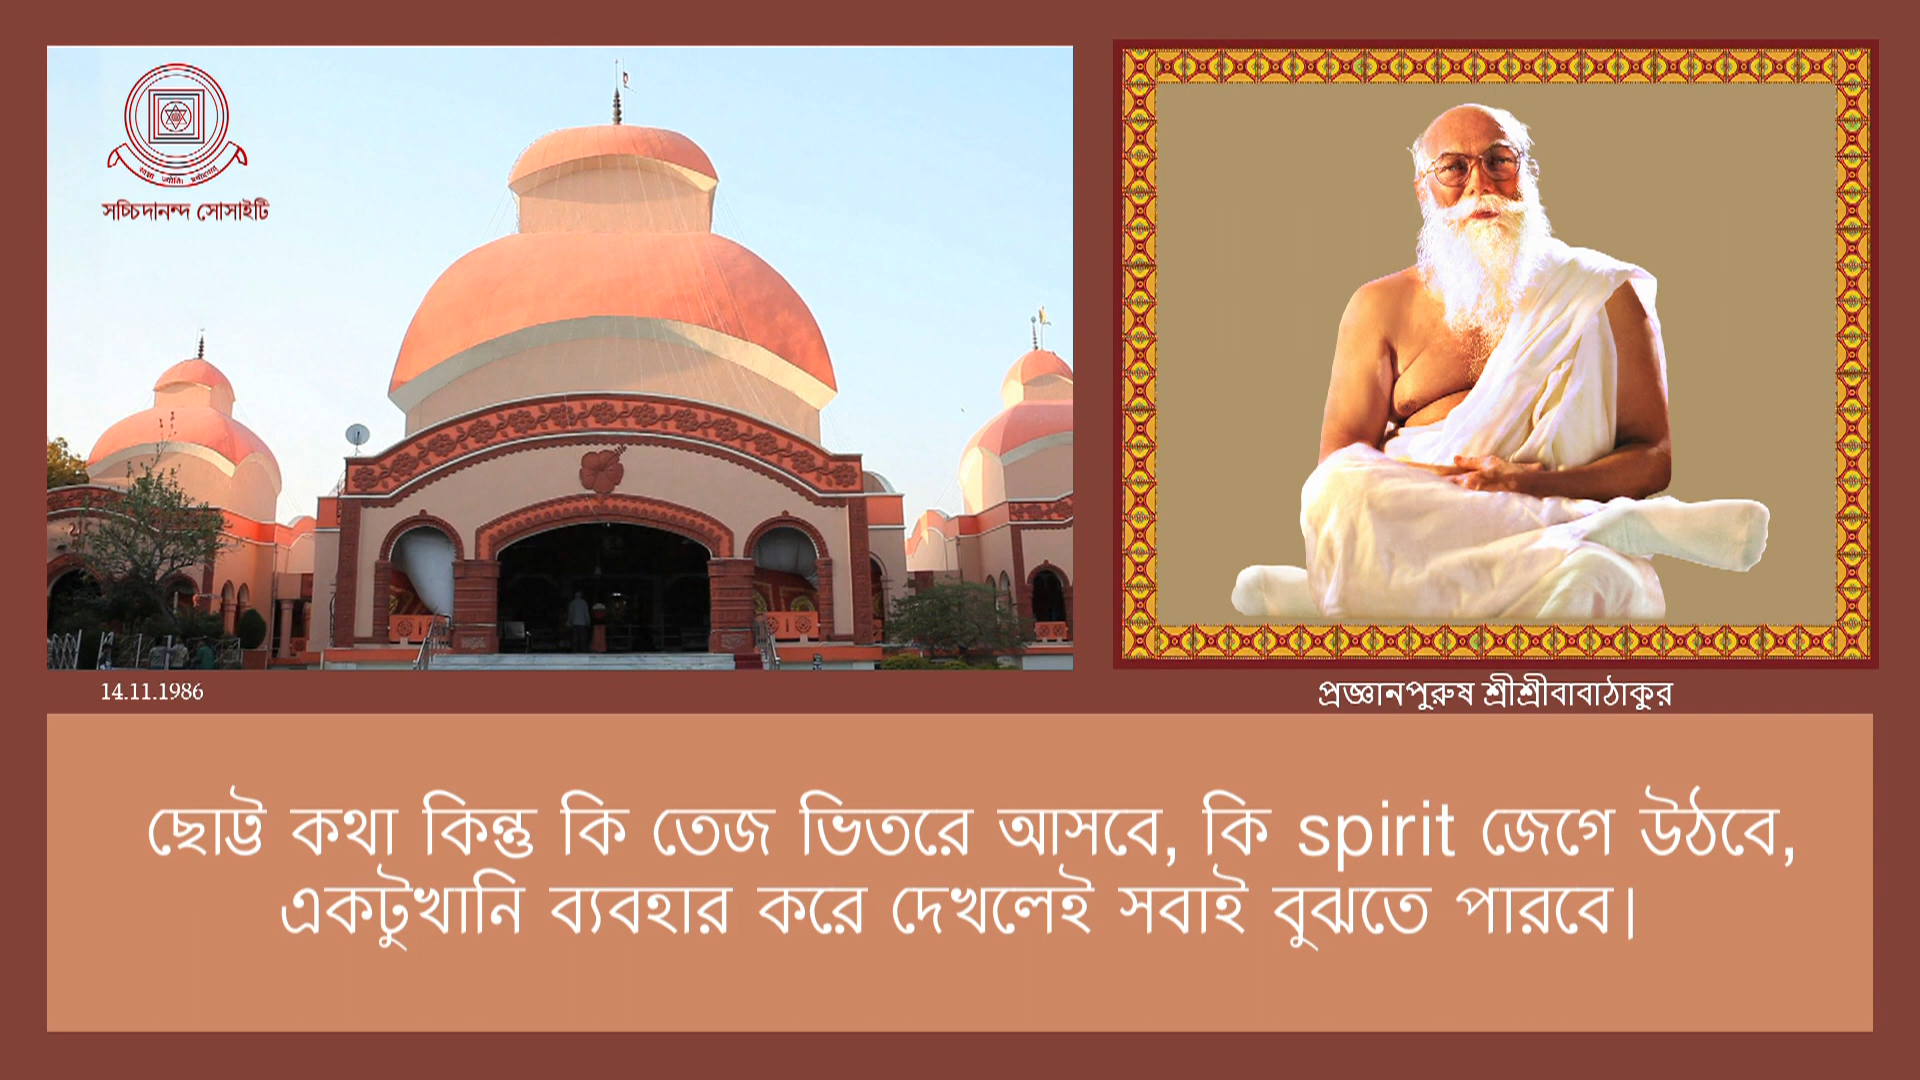 সচ্চিদানন্দ সোসাইটি
14.11.1986
প্রজ্ঞানপুরুষ শ্রীশ্রীবাবাঠাকুর
ছোট্ট কথা কিন্তু কি তেজ ভিতরে আসবে, কি spirit জেগে উঠবে,
একটুখানি ব্যবহার করে দেখলেই সবাই বুঝতে পারবে।